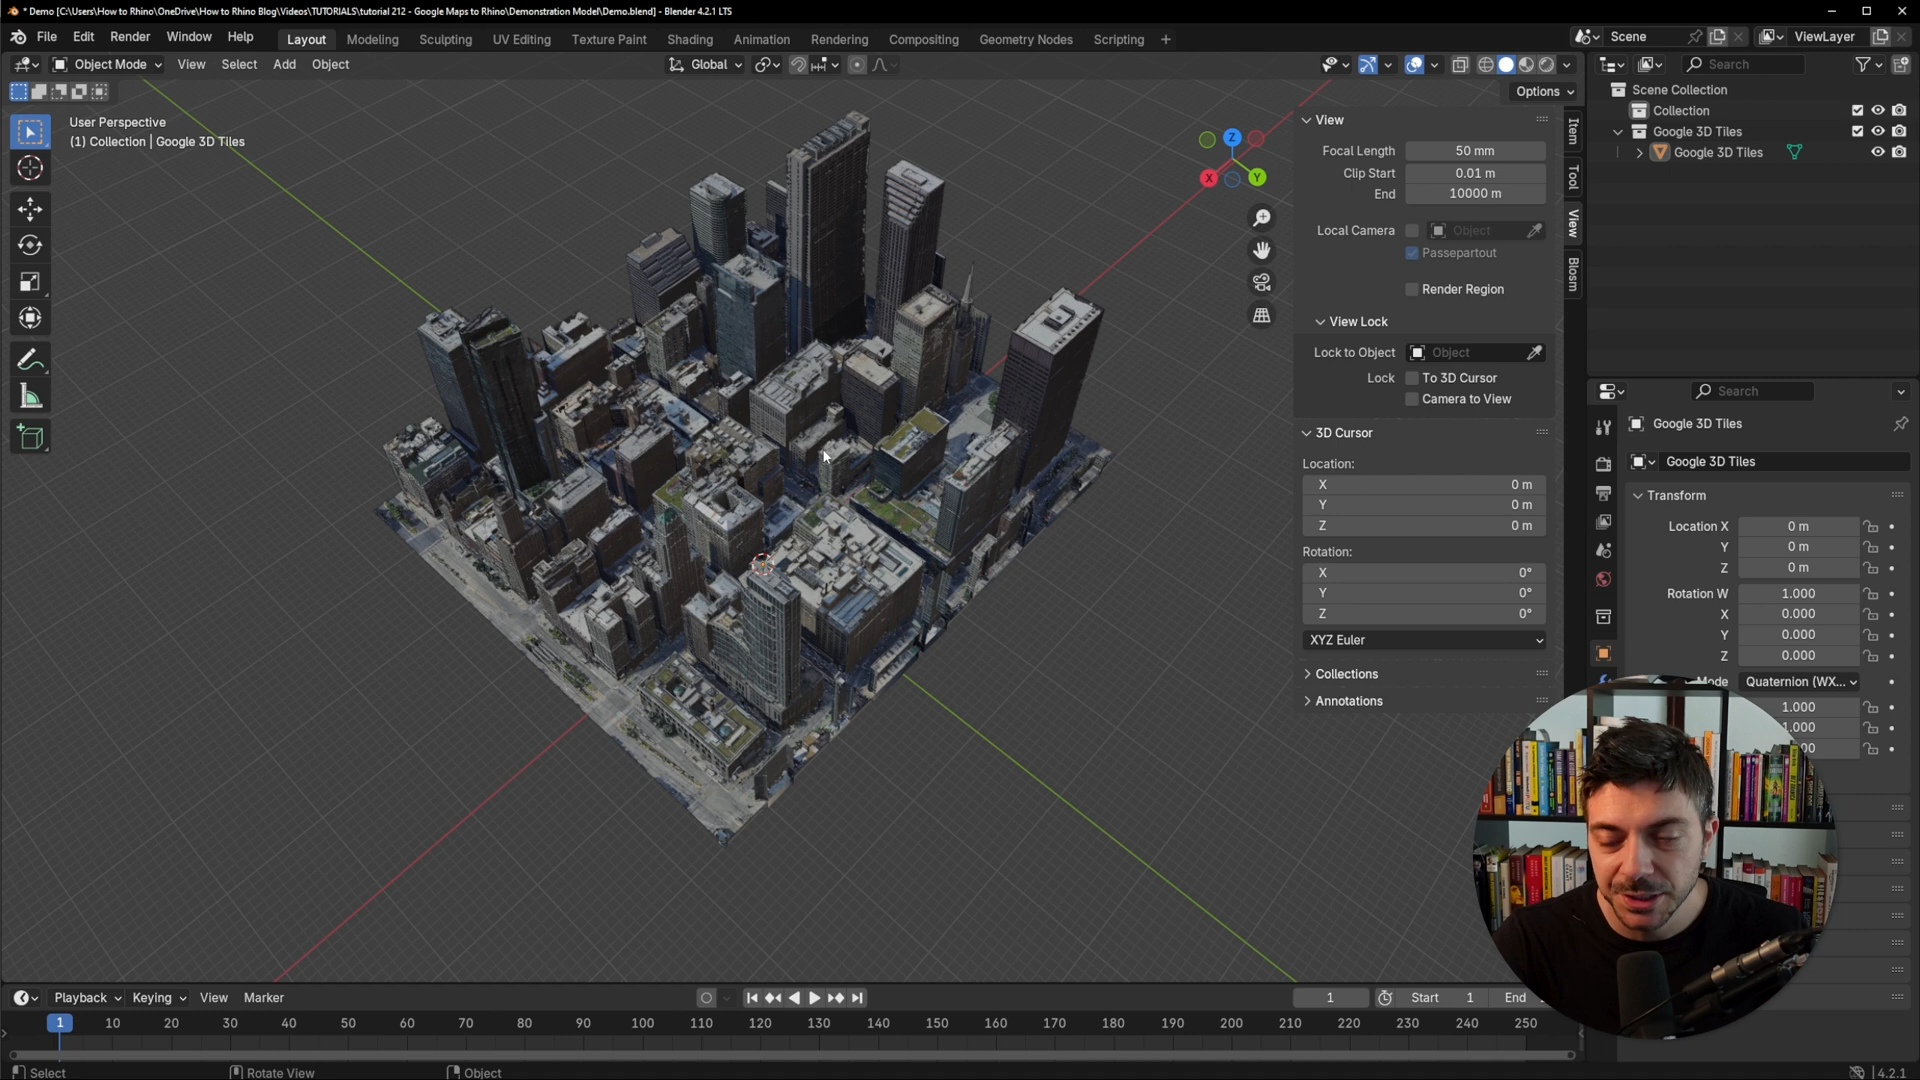 * Demo [C:\Users\How to Rhino\OneDrive\How to Rhino Blog\Videos\TUTORIALS\tutorial 212 - Google Maps to Rhino\Demonstration Model\Demo.blend] - Blender 4.2.1 LTS
File Edit Render Window Help Layout Modeling Sculpting UV Editing Texture Paint Shading Animation Rendering Compositing Geometry Nodes Scripting + Scene ViewLayer
Object Mode View Select Add Object Global Search
Options
User Perspective
(1) Collection | Google 3D Tiles
Z
X
Y
View
Focal Length 50 mm
Clip Start 0.01 m
End 10000 m
Local Camera Object
Passepartout
Render Region
View Lock
Lock to Object Object
Lock To 3D Cursor
Camera to View
3D Cursor
Location:
X 0 m
Y 0 m
Z 0 m
Rotation:
X 0°
Y 0°
Z 0°
XYZ Euler
Collections
Annotations
Item
Tool
View
Blosm
Scene Collection
Collection
Google 3D Tiles
Google 3D Tiles
Search
Google 3D Tiles
Google 3D Tiles
Transform
Location X 0 m
Y 0 m
Z 0 m
Rotation W 1.000
X 0.000
Y 0.000
Z 0.000
Mode Quaternion (WX...
1.000
1.000
Playback Keying View Marker 1 Start 1 End
1 10 20 30 40 50 60 70 80 90 100 110 120 130 140 150 160 170 180 190 200 210 220 230 240 250
Select Rotate View Object 4.2.1